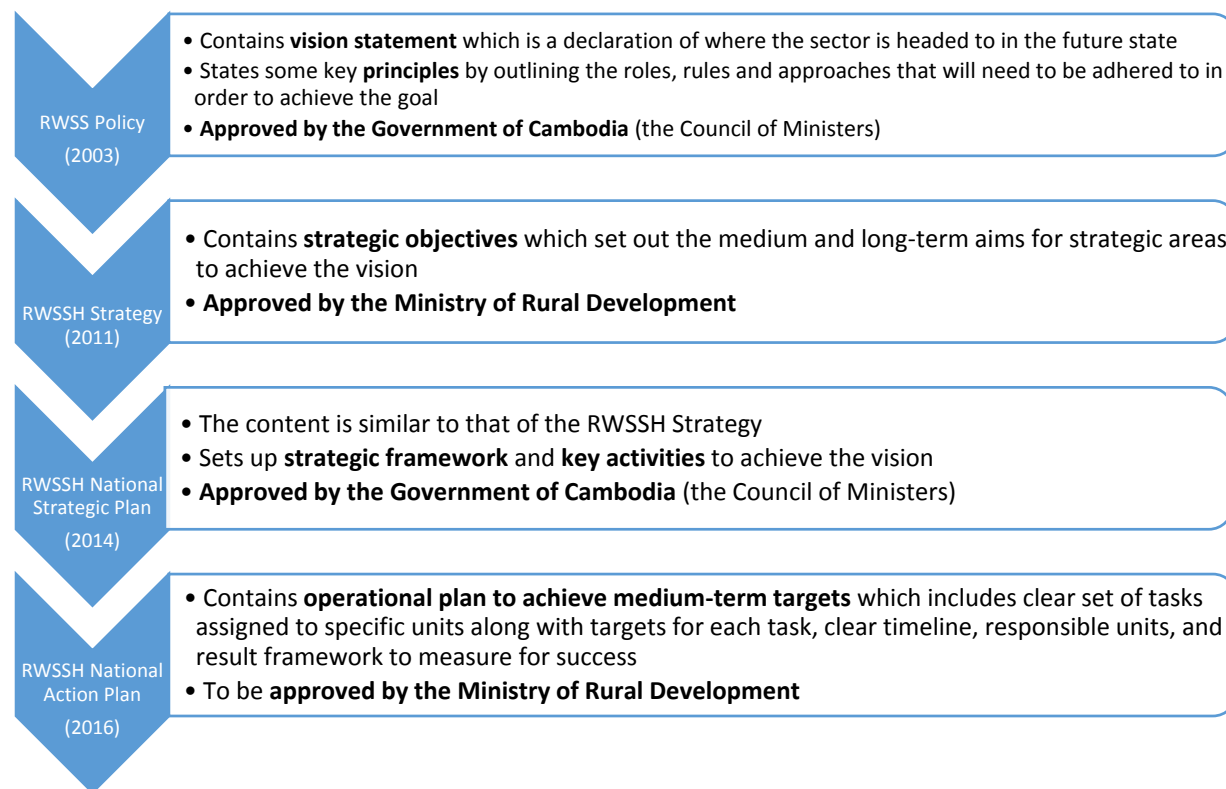 RWSS Policy
(2003)
• Contains vision statement which is a declaration of where the sector is headed to in the future state
• States some key principles by outlining the roles, rules and approaches that will need to be adhered to in
order to achieve the goal
• Approved by the Government of Cambodia (the Council of Ministers)
RWSSH Strategy
(2011)
• Contains strategic objectives which set out the medium and long-term aims for strategic areas
to achieve the vision
• Approved by the Ministry of Rural Development
RWSSH National
Strategic Plan
(2014)
• The content is similar to that of the RWSSH Strategy
• Sets up strategic framework and key activities to achieve the vision
• Approved by the Government of Cambodia (the Council of Ministers)
RWSSH National
Action Plan
(2016)
• Contains operational plan to achieve medium-term targets which includes clear set of tasks
assigned to specific units along with targets for each task, clear timeline, responsible units, and
result framework to measure for success
• To be approved by the Ministry of Rural Development